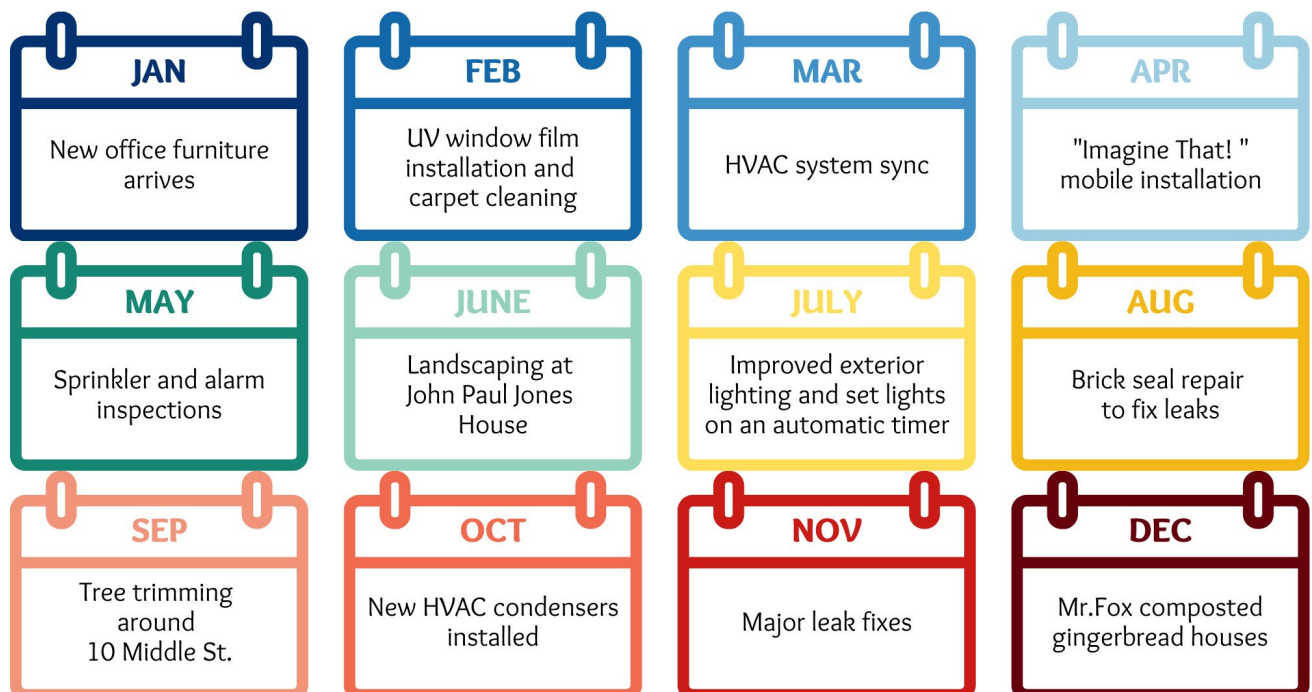 JAN
New office furniture
arrives
FEB
UV window film
installation and
carpet cleaning
MAR
HVAC system sync
APR
"Imagine That! "
mobile installation
MAY
Sprinkler and alarm
inspections
JUNE
Landscaping at
John Paul Jones
House
JULY
Improved exterior
lighting and set lights
on an automatic timer
AUG
Brick seal repair
to fix leaks
SEP
Tree trimming
around
10 Middle St.
OCT
New HVAC condensers
installed
NOV
Major leak fixes
DEC
Mr.Fox composted
gingerbread houses